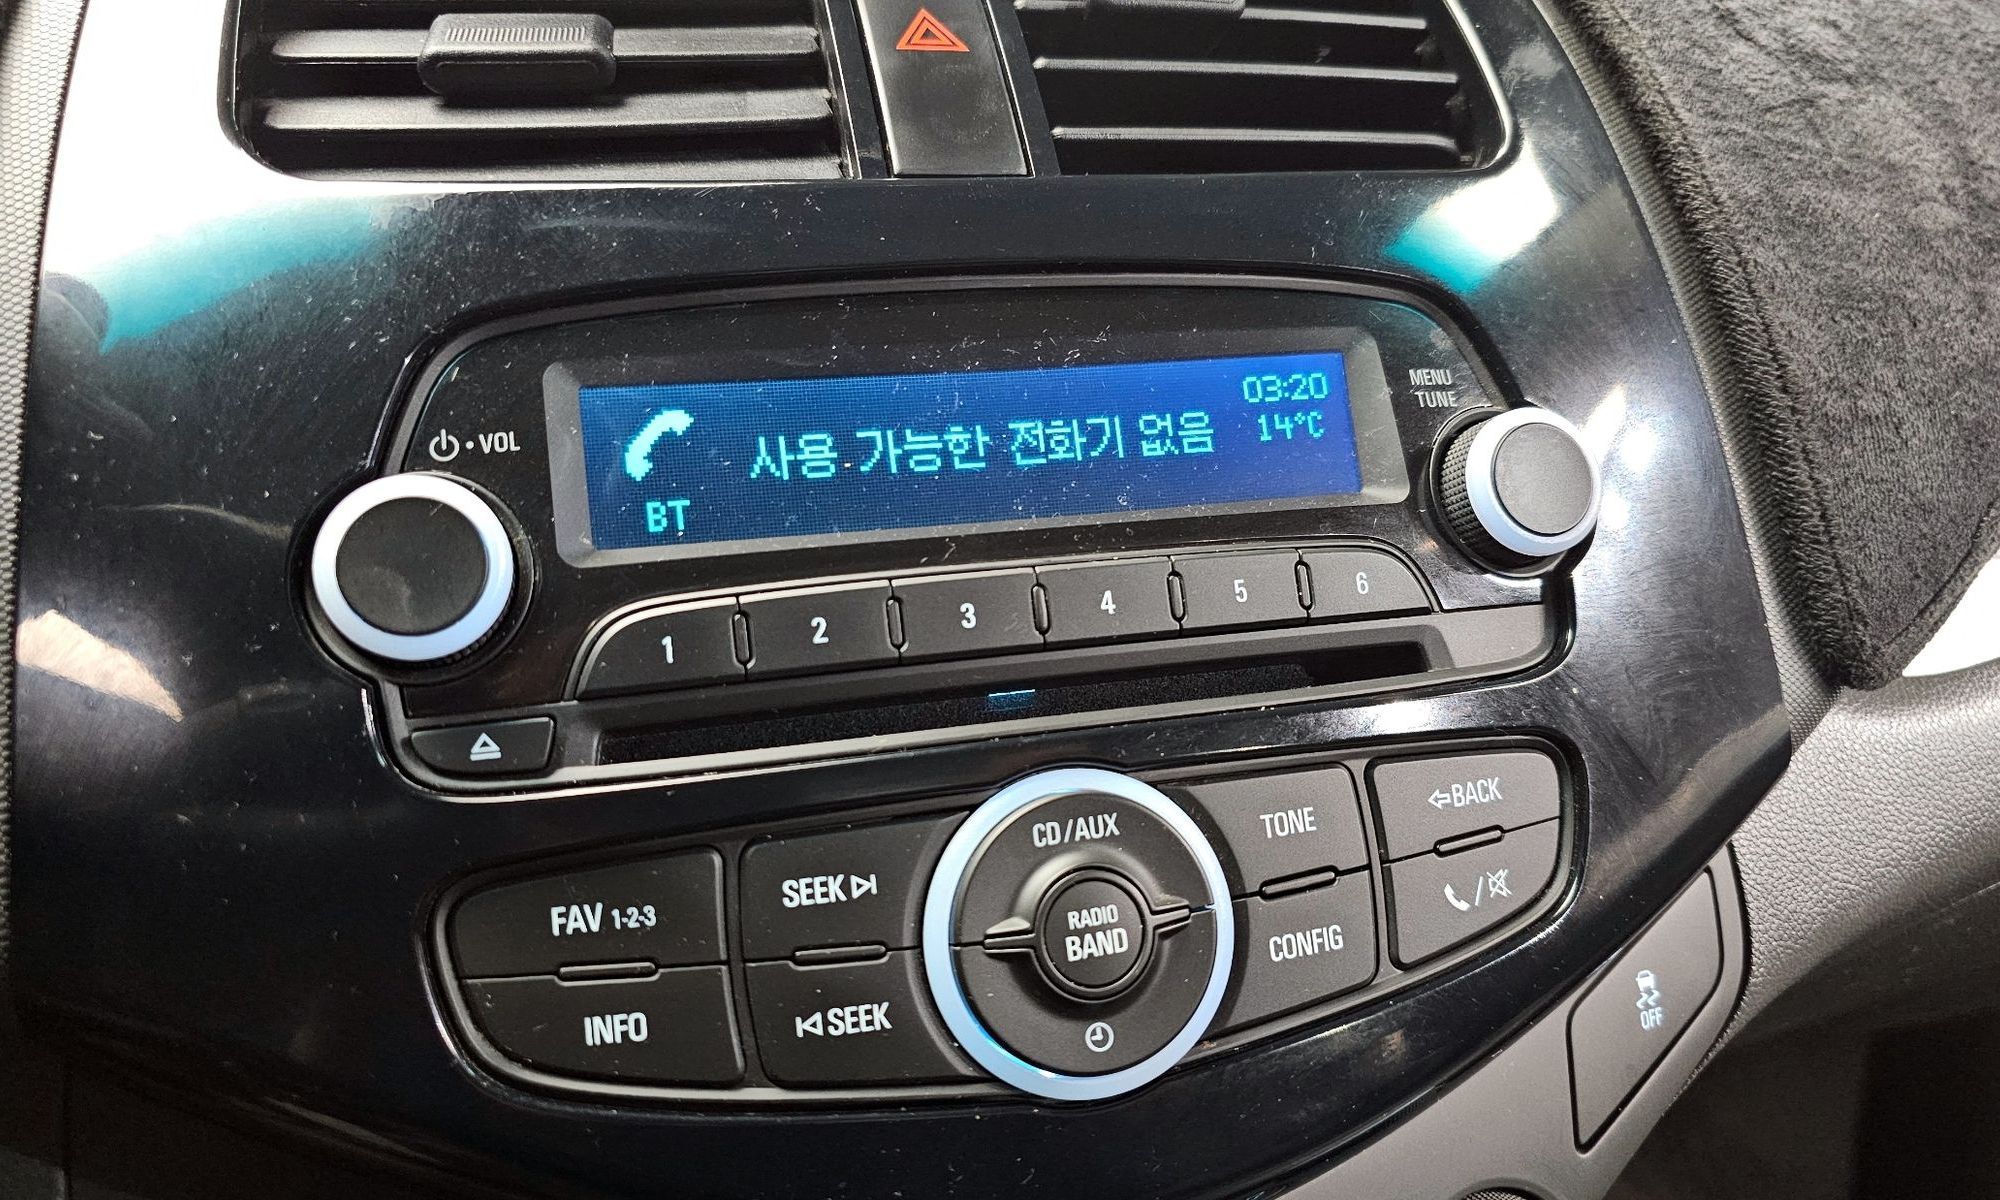 03:20
사용 가능한 전화기 없음
14°C
BT
VOL
MENU
TUNE
1
2
3
4
5
6
CD/AUX
TONE
BACK
SEEK
FAV 1-2-3
RADIO
BAND
CONFIG
INFO
SEEK
OFF